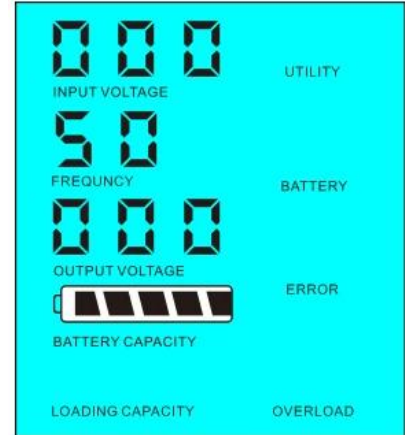 000
UTILITY
INPUT VOLTAGE
50
FREQUNCY
BATTERY
000
OUTPUT VOLTAGE
ERROR
BATTERY CAPACITY
LOADING CAPACITY
OVERLOAD